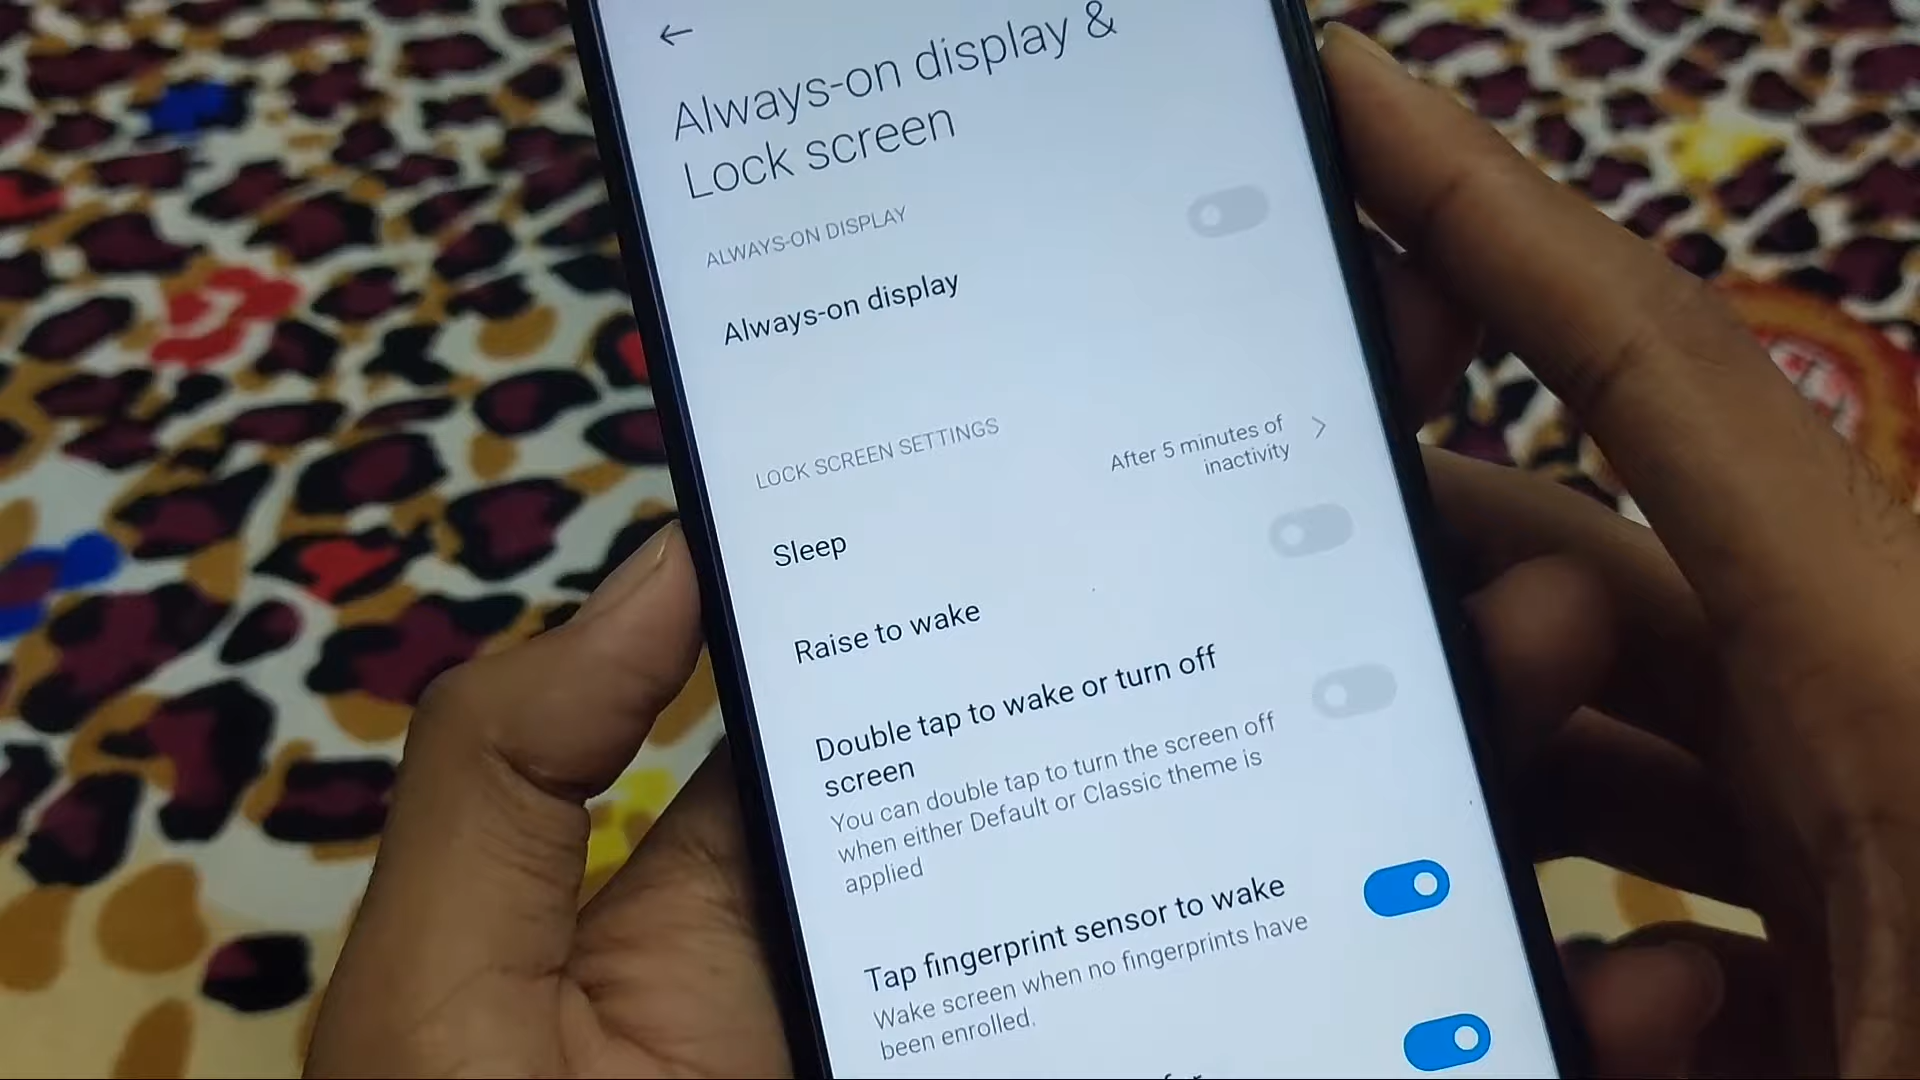 Always-on display &
Lock screen
ALWAYS-ON DISPLAY
Always-on display
LOCK SCREEN SETTINGS
Sleep
After 5 minutes of
inactivity
Raise to wake
Double tap to wake or turn off
screen
You can double tap to turn the screen off
when either Default or Classic theme is
applied
Tap fingerprint sensor to wake
Wake screen when no fingerprints have
been enrolled.